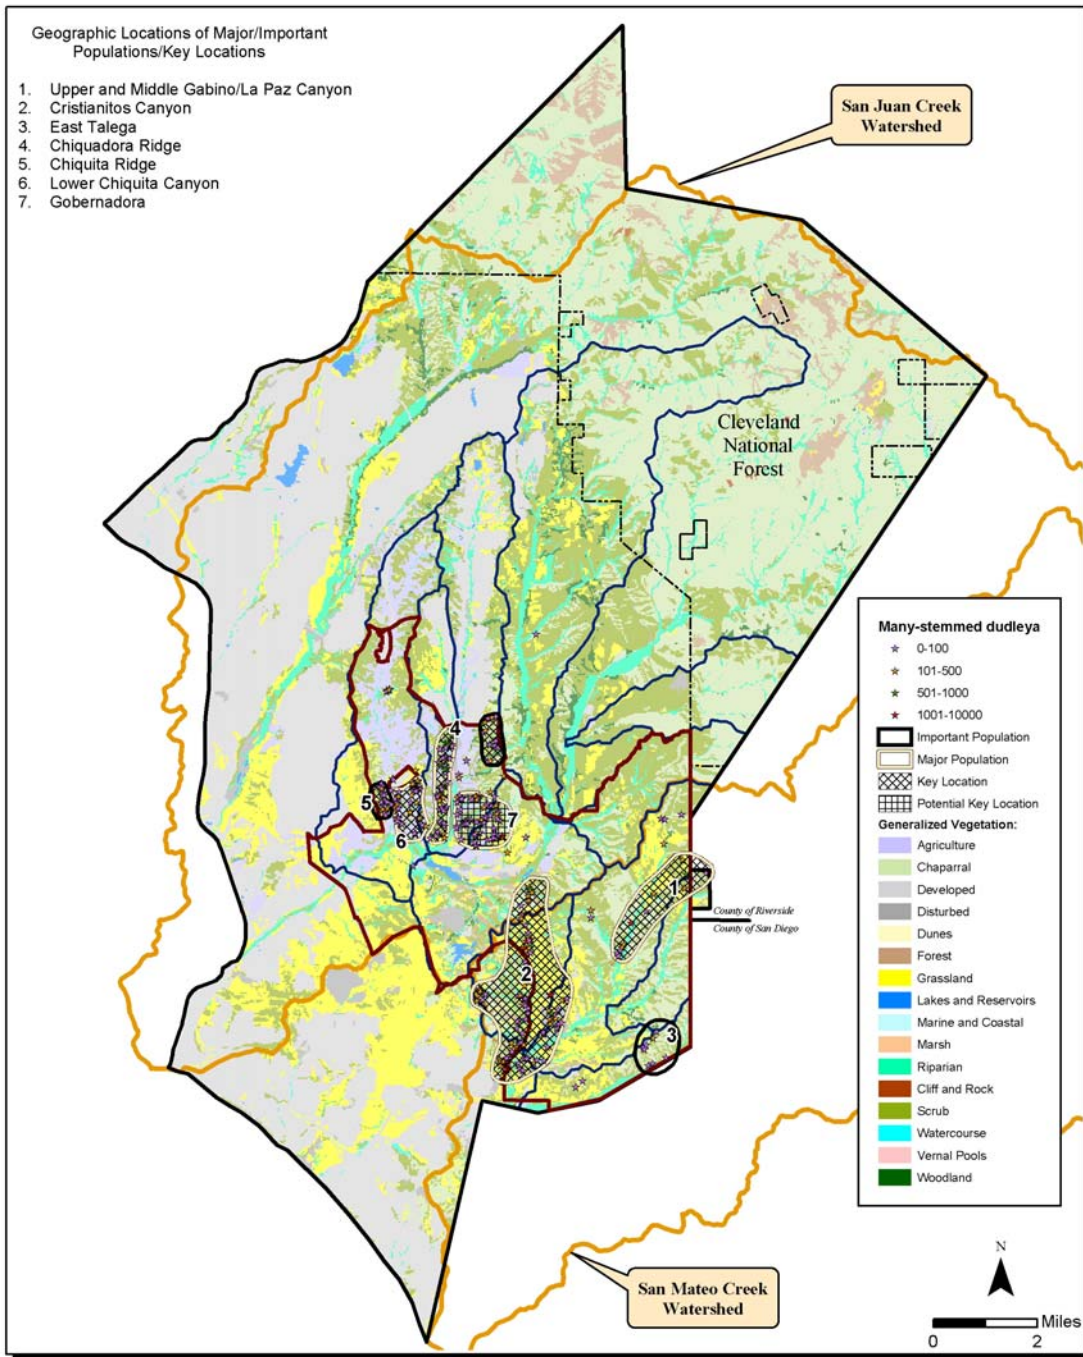 Geographic Locations of Major/Important
Populations/Key Locations
1. Upper and Middle Gabino/La Paz Canyon
2. Cristianitos Canyon
3. East Talega
4. Chiquadora Ridge
5. Chiquita Ridge
6. Lower Chiquita Canyon
7. Gobernadora
San Juan Creek
Watershed
Cleveland
National
Forest
4
5
6
7
1
2
3
County of Riverside
County of San Diego
Many-stemmed dudleya
0-100
101-500
501-1000
1001-10000
Important Population
Major Population
Key Location
Potential Key Location
Generalized Vegetation:
Agriculture
Chaparral
Developed
Disturbed
Dunes
Forest
Grassland
Lakes and Reservoirs
Marine and Coastal
Marsh
Riparian
Cliff and Rock
Scrub
Watercourse
Vernal Pools
Woodland
San Mateo Creek
Watershed
N
Miles
0 2